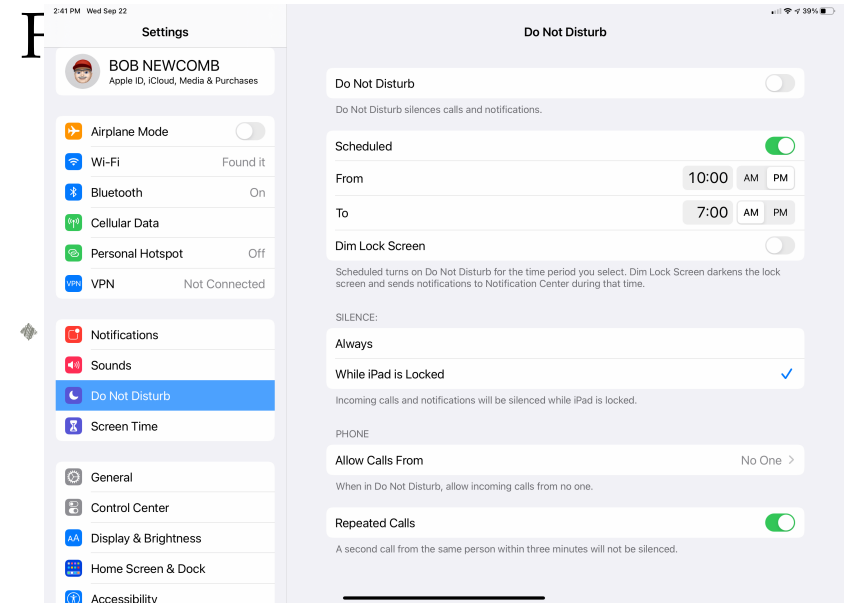 2:41 PM Wed Sep 22
39%
Settings
BOB NEWCOMB
Apple ID, iCloud, Media & Purchases
Airplane Mode
Wi-Fi Found it
Bluetooth On
Cellular Data
Personal Hotspot Off
VPN VPN Not Connected
Notifications
Sounds
Do Not Disturb
Screen Time
General
Control Center
AA Display & Brightness
Home Screen & Dock
Accessibility
Do Not Disturb
Do Not Disturb
Do Not Disturb silences calls and notifications.
Scheduled
From 10:00 AM PM
To 7:00 AM PM
Dim Lock Screen
Scheduled turns on Do Not Disturb for the time period you select. Dim Lock Screen darkens the lock
screen and sends notifications to Notification Center during that time.
SILENCE:
Always
While iPad is Locked
Incoming calls and notifications will be silenced while iPad is locked.
PHONE
Allow Calls From No One
When in Do Not Disturb, allow incoming calls from no one.
Repeated Calls
A second call from the same person within three minutes will not be silenced.